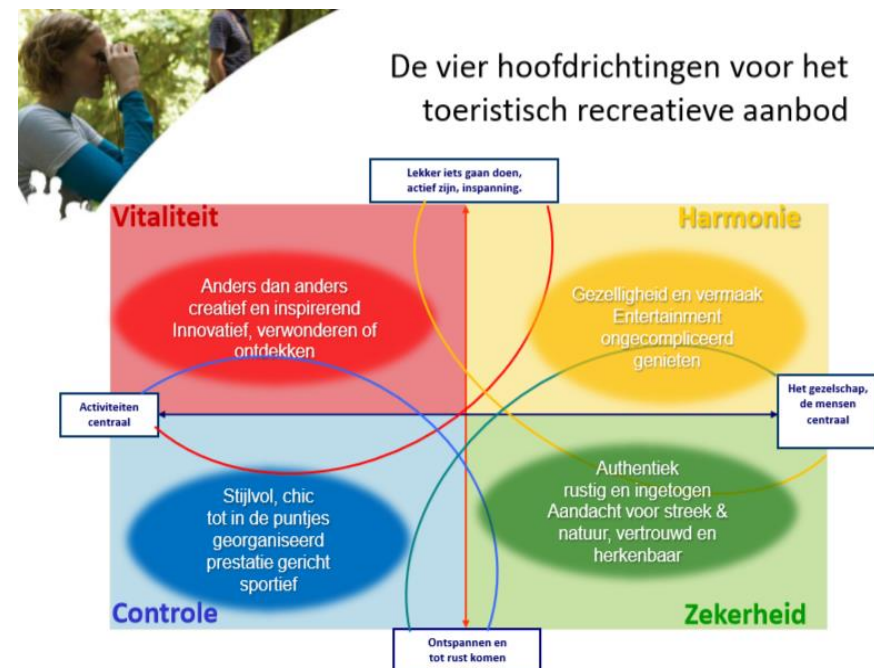 De vier hoofdrichtingen voor het
toeristisch recreatieve aanbod
Lekker iets gaan doen,
actief zijn, inspanning.
Vitaliteit
Harmonie
Anders dan anders
creatief en inspirerend
Innovatief, verwonderen of
ontdekken
Gezelligheid en vermaak
Entertainment
ongecompliceerd
genieten
Activiteiten
centraal
Het gezelschap,
de mensen
centraal
Stijlvol, chic
tot in de puntjes
georganiseerd
prestatie gericht
sportief
Authentiek
rustig en ingetogen
Aandacht voor streek &
natuur, vertrouwd en
herkenbaar
Controle
Zekerheid
Ontspannen en
tot rust komen